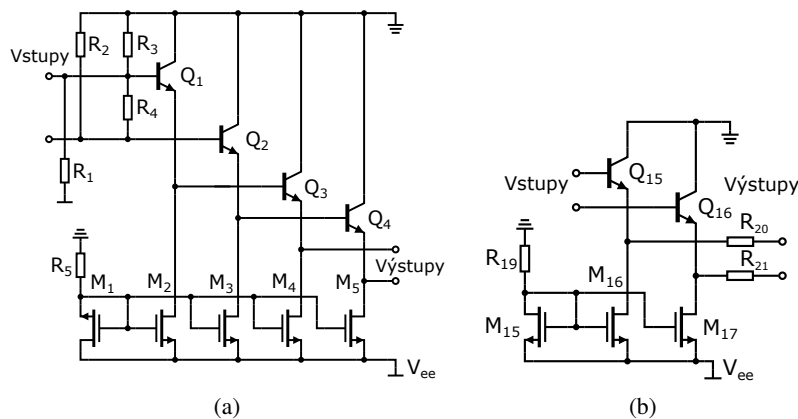 Vstupy
R₂
R₃
Q₁
R₄
Q₂
R₁
Q₃
Q₄
R₅
Výstupy
M₁
M₂
M₃
M₄
M₅
Vₑₑ
(a)
Vstupy
Q₁₅
Q₁₆
Výstupy
R₂₀
R₂₁
R₁₉
M₁₆
M₁₅
M₁₇
Vₑₑ
(b)